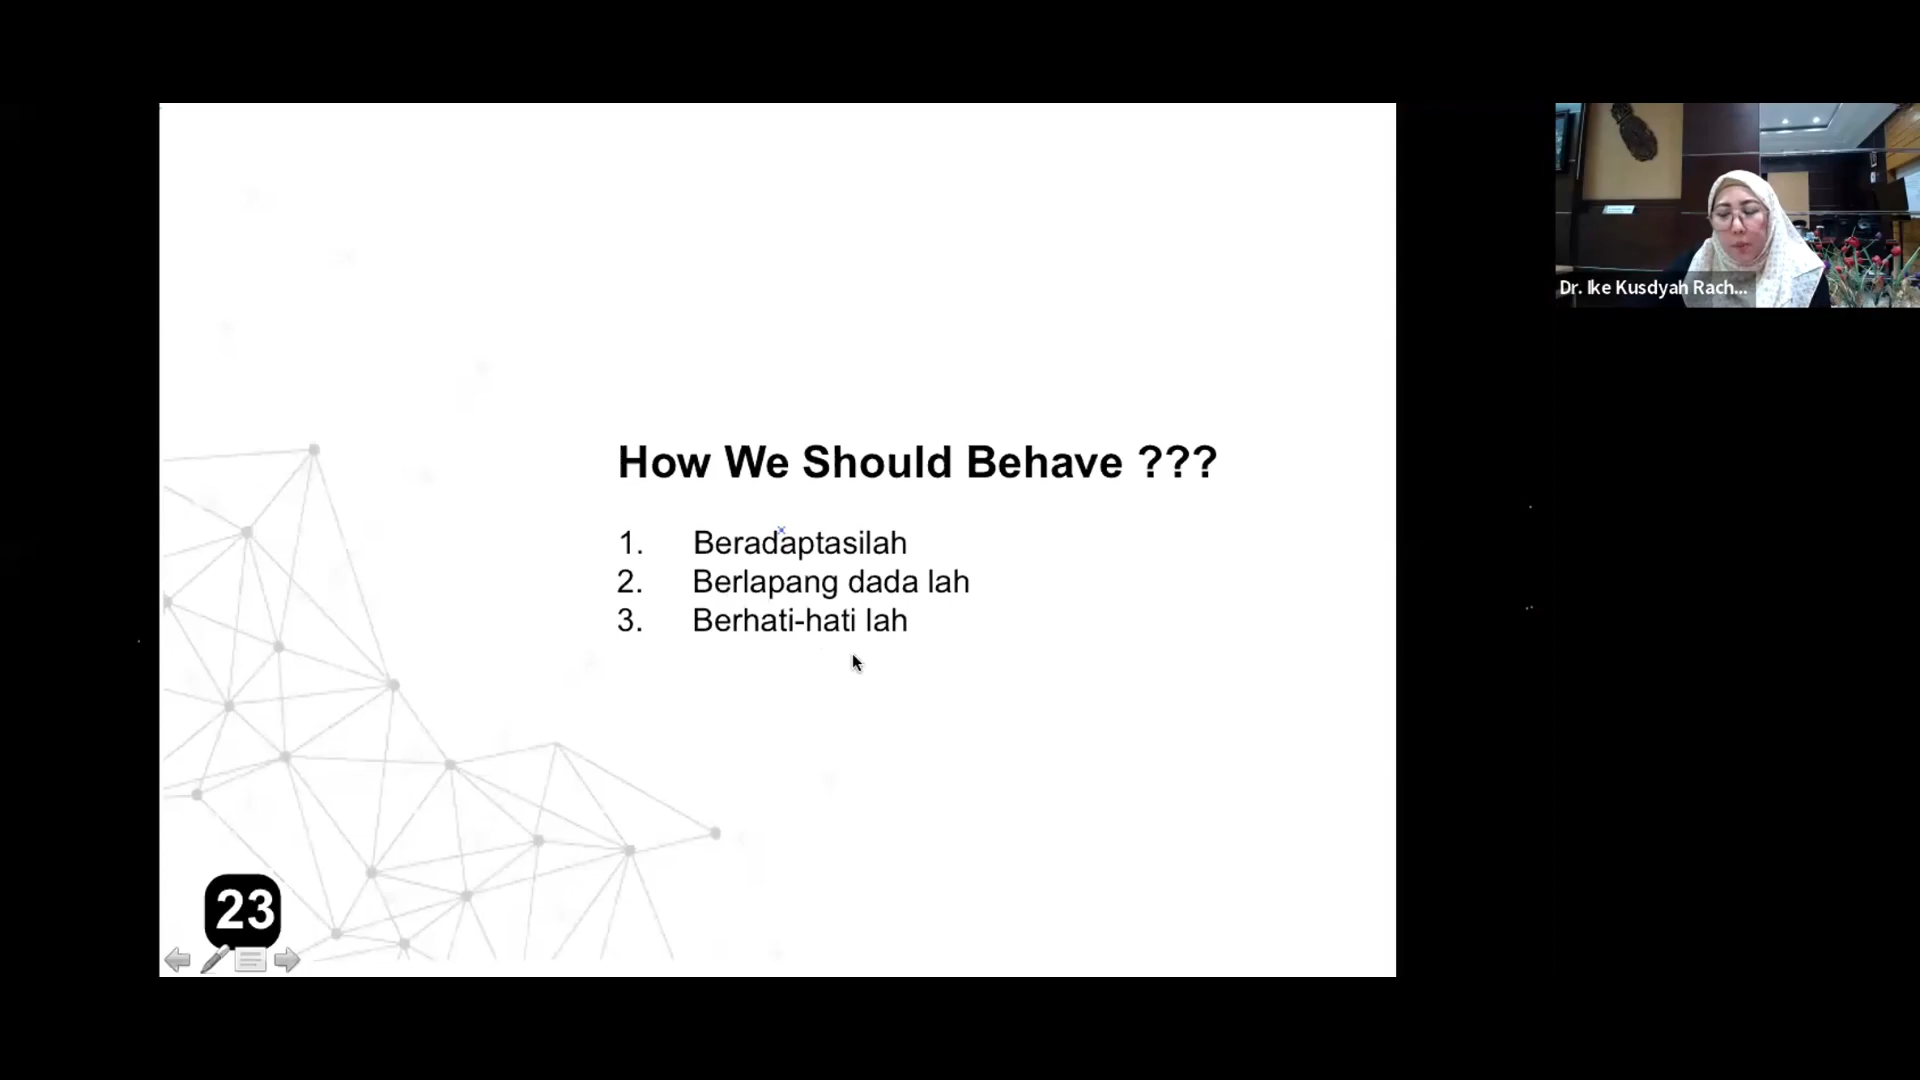 How We Should Behave ???
1. Beradaptasilah
2. Berlapang dada lah
3. Berhati-hati lah
23
Dr. Ike Kusdyah Rach...